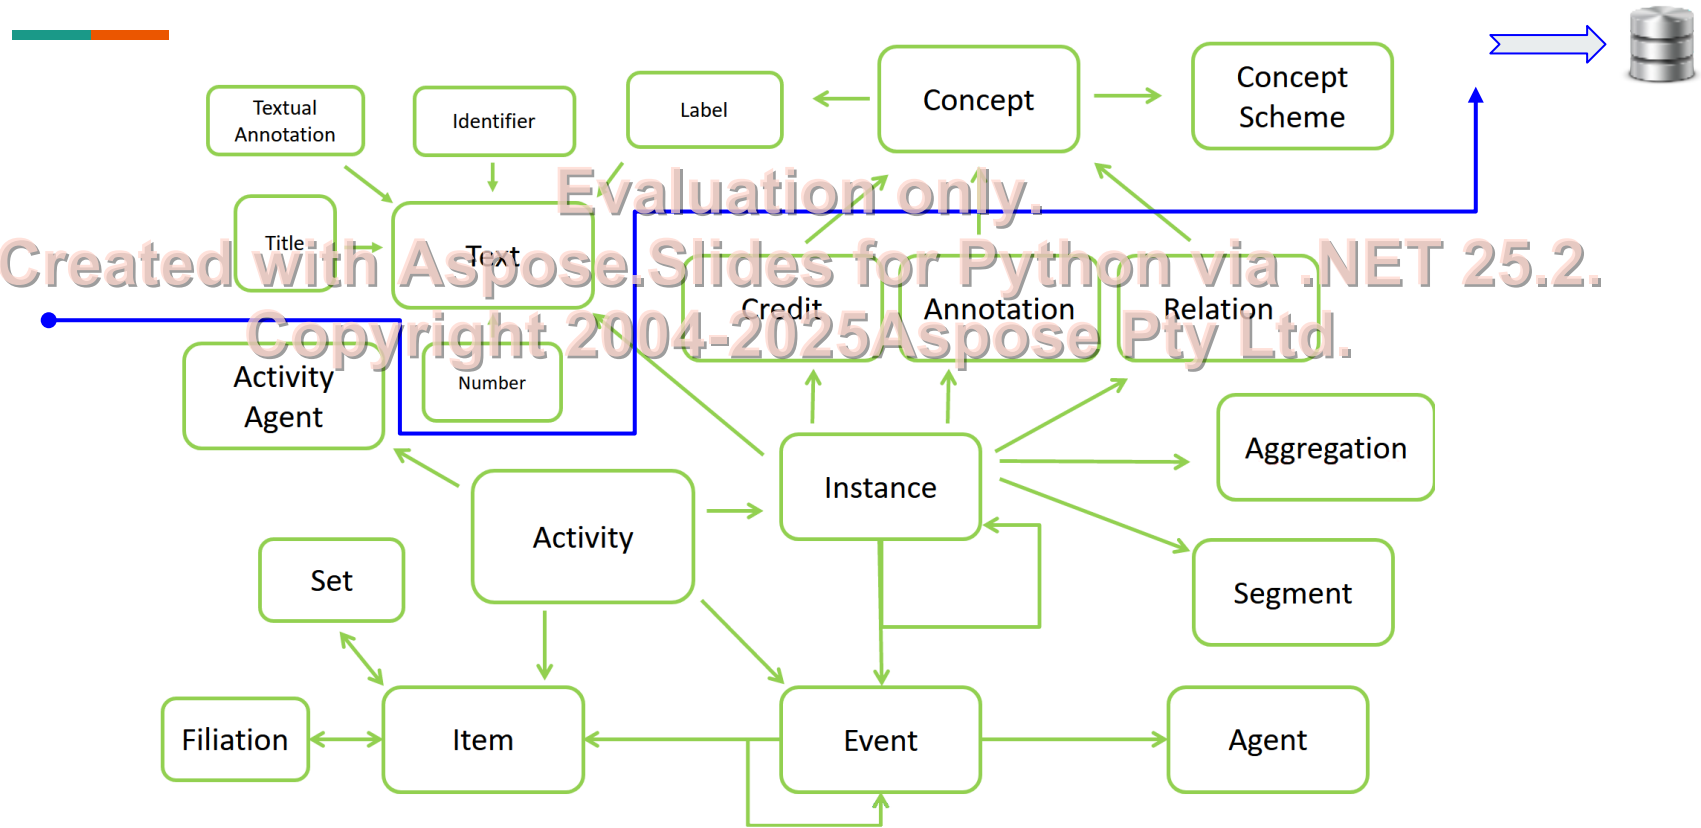 Concept
Scheme
Concept
Label
Textual
Annotation
Identifier
Evaluation only.
Title
Text
Created with Aspose.Slides for Python via .NET 25.2.
Credit
Annotation
Relation
Copyright 2004-2025Aspose Pty Ltd.
Activity
Agent
Number
Aggregation
Instance
Activity
Set
Segment
Filiation
Item
Event
Agent